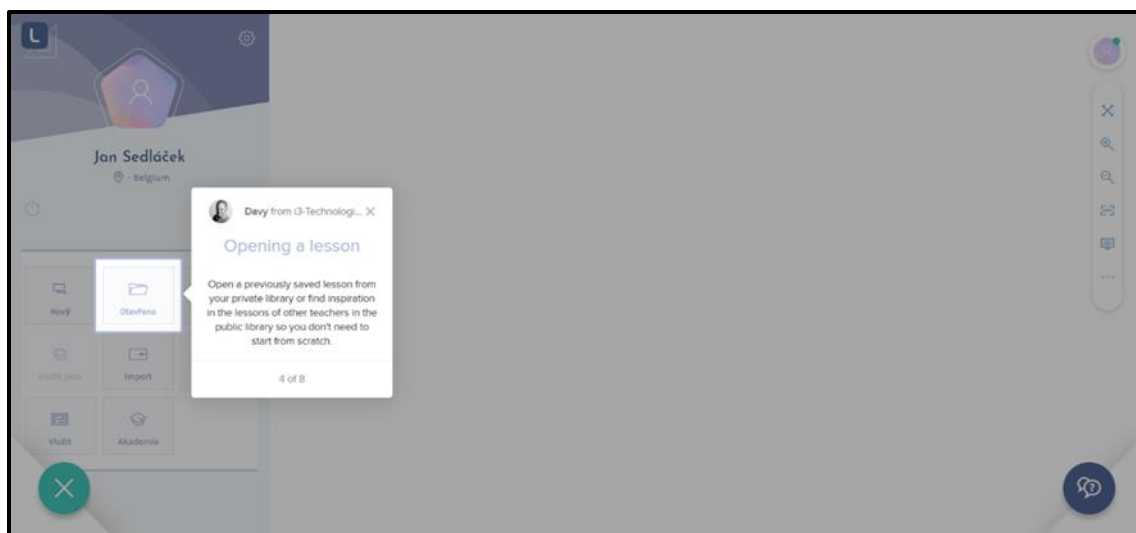 L
Jan Sedláček
- Belgium
Davy from i3-Technologi...
Opening a lesson
Open a previously saved lesson from
your private library or find inspiration
in the lessons of other teachers in the
public library so you don't need to
start from scratch.
4 of 8
Nový
Otevřeno
Uložit jako
Import
Vložit
Akademie